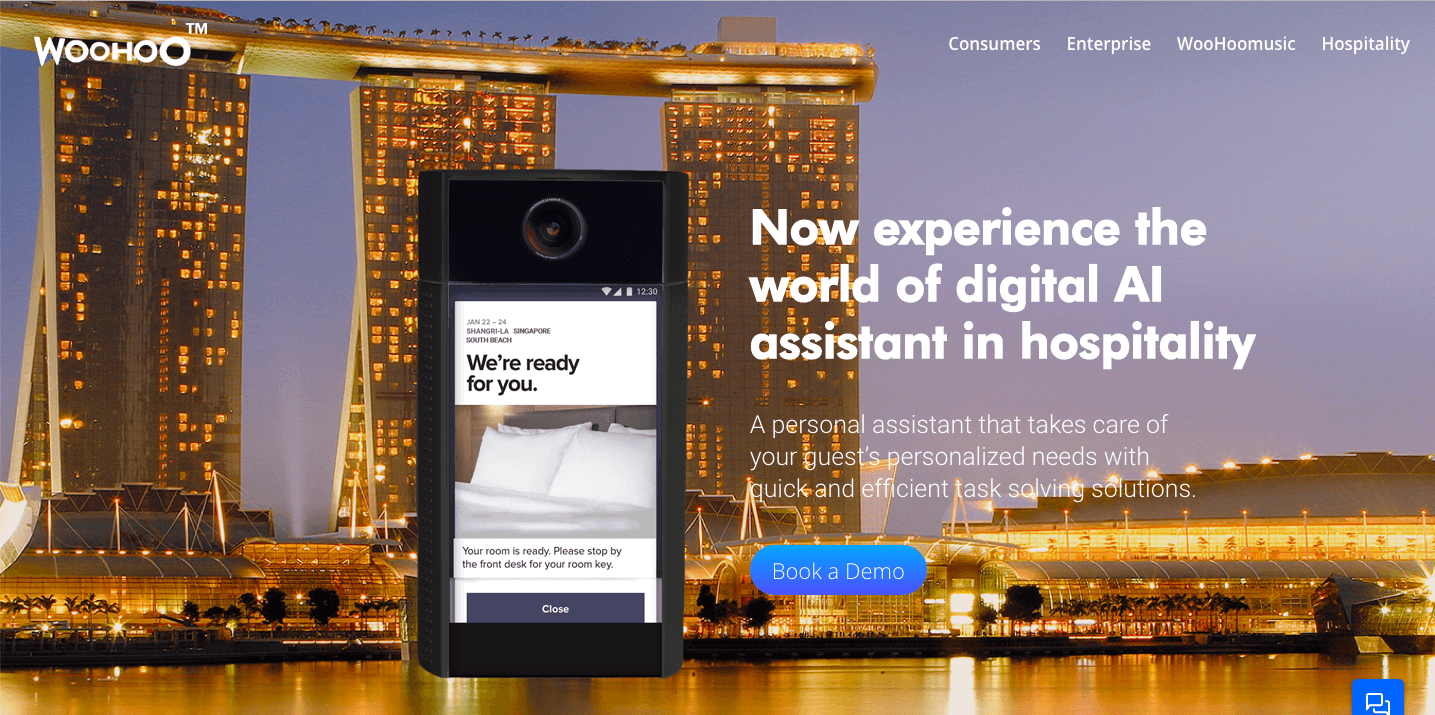 WOOHOO™
Consumers Enterprise WooHoomusic Hospitality
Now experience the
world of digital AI
assistant in hospitality
A personal assistant that takes care of
your guest's personalized needs with
quick and efficient task solving solutions.
Book a Demo
12:30
JAN 22 – 24
SHANGRI-LA SINGAPORE
SOUTH BEACH
We're ready
for you.
Your room is ready. Please stop by
the front desk for your room key.
Close